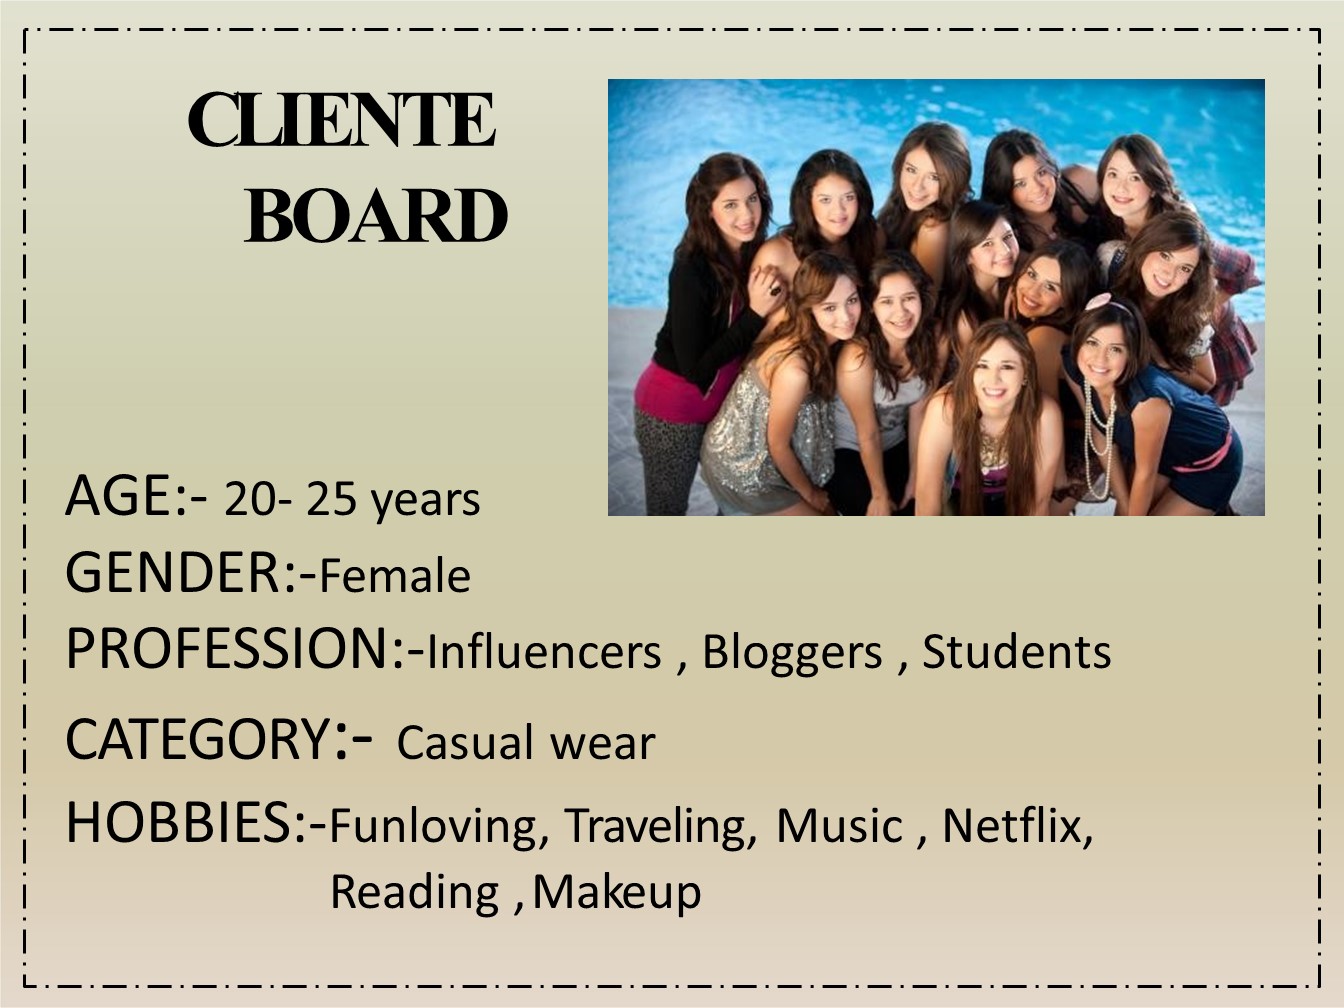 CLIENTE
BOARD
AGE:- 20- 25 years
GENDER:-Female
PROFESSION:-Influencers , Bloggers , Students
CATEGORY:- Casual wear
HOBBIES:-Funloving, Traveling, Music , Netflix,
Reading , Makeup